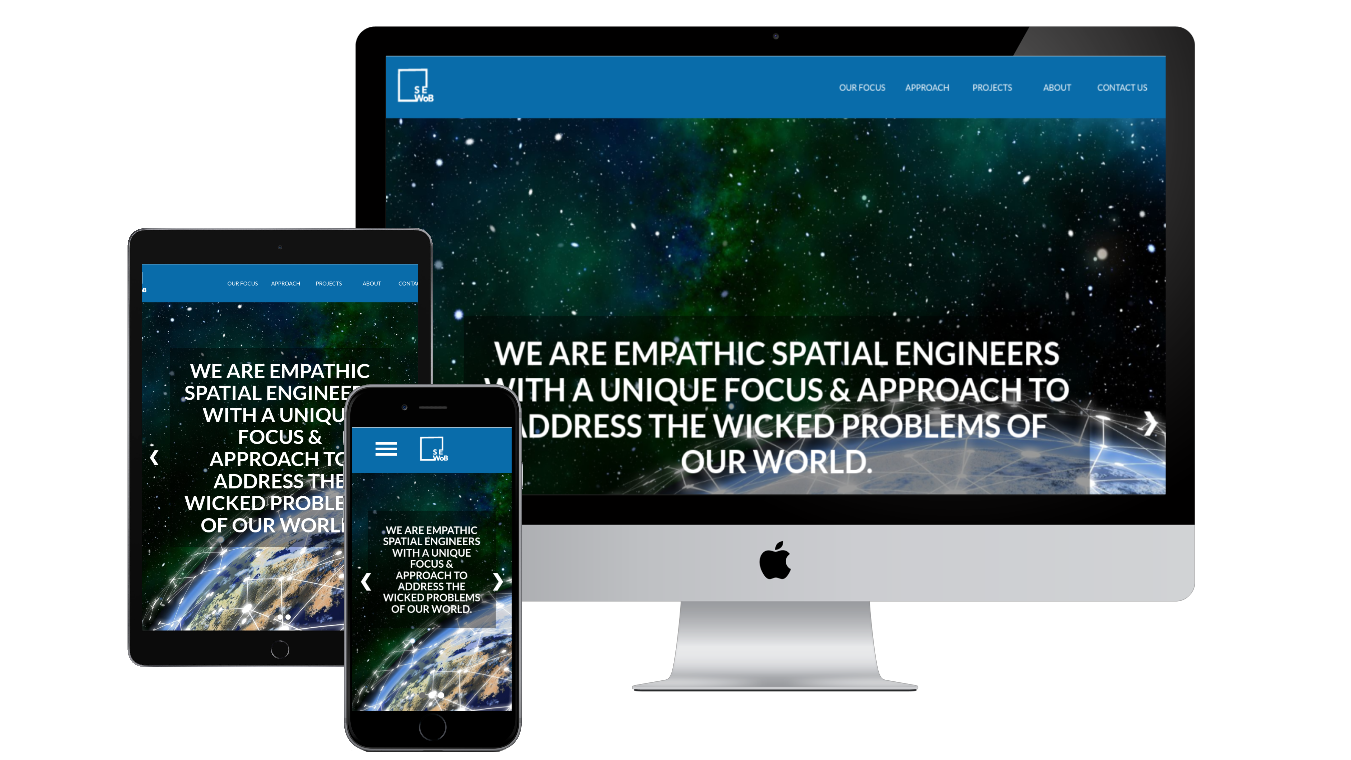 SE
WoB
OUR FOCUS APPROACH PROJECTS ABOUT CONTACT US
WE ARE EMPATHIC SPATIAL ENGINEERS
WITH A UNIQUE FOCUS & APPROACH TO
ADDRESS THE WICKED PROBLEMS OF
OUR WORLD.
OUR FOCUS APPROACH PROJECTS ABOUT CONTA
WE ARE EMPATHIC
SPATIAL ENGINEE
WITH A UNIQU
FOCUS &
APPROACH TO
ADDRESS THE
WICKED PROBLE
OF OUR WORL
SE
WoB
WE ARE EMPATHIC
SPATIAL ENGINEERS
WITH A UNIQUE
FOCUS &
APPROACH TO
ADDRESS THE
WICKED PROBLEMS
OF OUR WORLD.